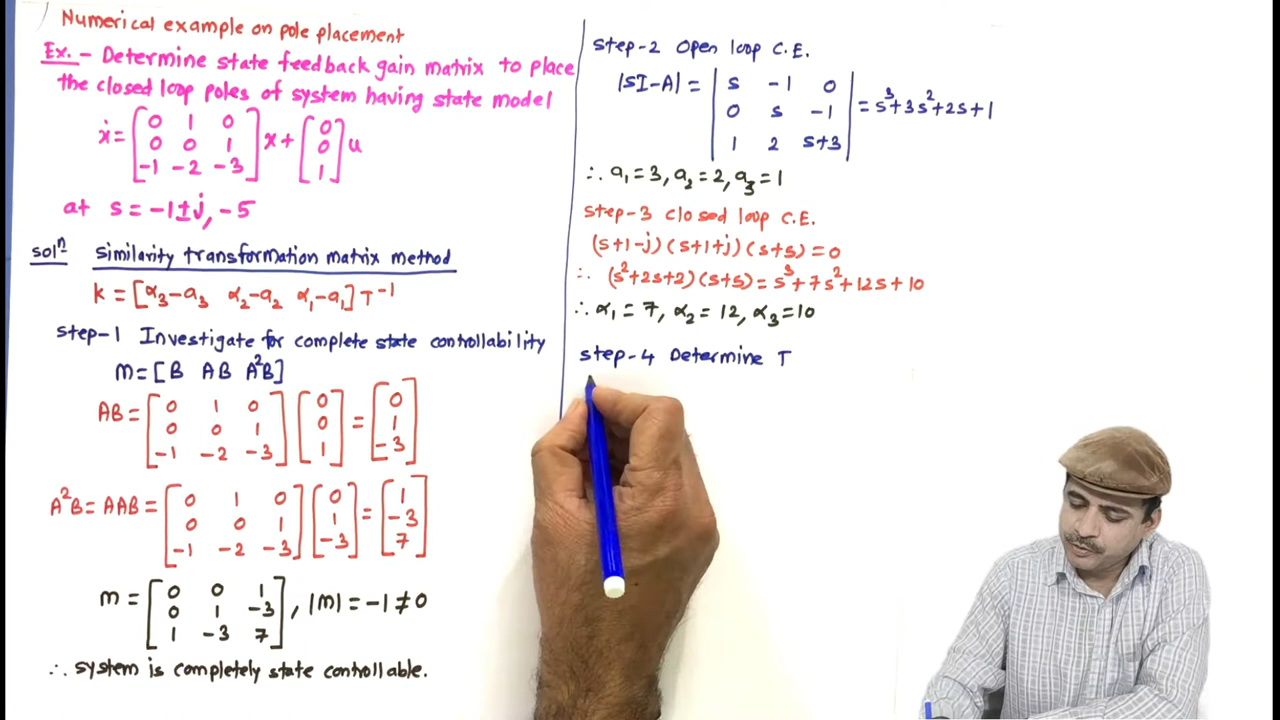 Numerical example on pole placement
Ex. - Determine state feedback gain matrix to place
the closed loop poles of system having state model
ẋ = [0 1 0; 0 0 1; -1 -2 -3] x + [0; 0; 1] u
at s = -1±j, -5
solⁿ similarity transformation matrix method
k = [α₃-a₃ α₂-a₂ α₁-a₁] T⁻¹
step-1 Investigate for complete state controllability
m = [B AB A²B]
AB = [0 1 0; 0 0 1; -1 -2 -3] [0; 0; 1] = [0; 1; -3]
A²B = AAB = [0 1 0; 0 0 1; -1 -2 -3] [0; 1; -3] = [1; -3; 7]
m = [0 0 1; 0 1 -3; 1 -3 7], |m| = -1 ≠ 0
∴ system is completely state controllable.
step-2 Open loop C.E.
|sI-A| = |s -1 0; 0 s -1; 1 2 s+3| = s³+3s²+2s+1
∴ a₁=3, a₂=2, a₃=1
step-3 closed loop C.E.
(s+1-j)(s+1+j)(s+5)=0
∴ (s²+2s+2)(s+5) = s³+7s²+12s+10
∴ α₁=7, α₂=12, α₃=10
step-4 Determine T